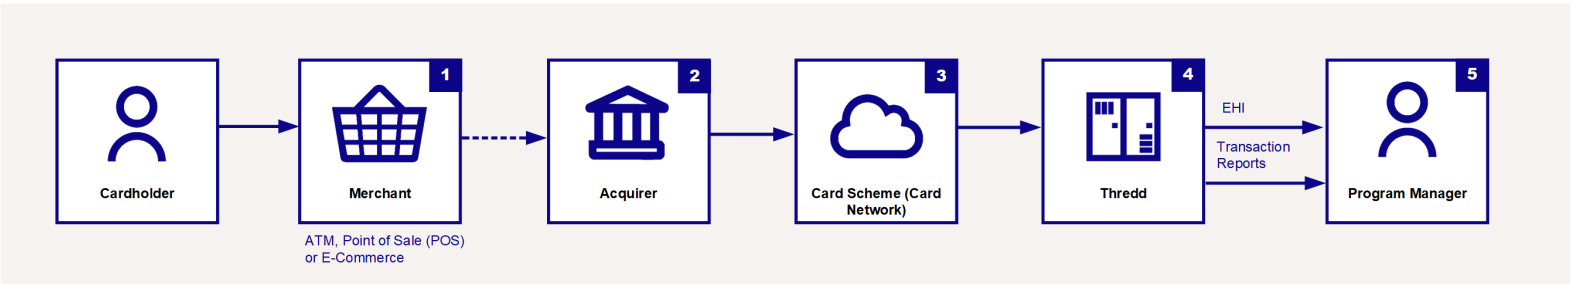 1
2
3
4
5
EHI
Transaction
Reports
Cardholder
Merchant
Acquirer
Card Scheme (Card
Network)
Thredd
Program Manager
ATM, Point of Sale (POS)
or E-Commerce